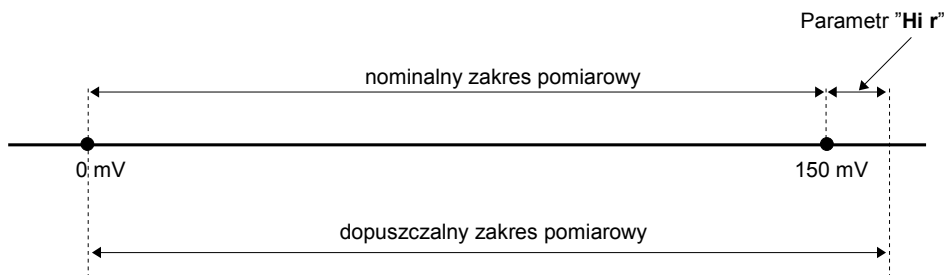 Parametr ”Hi r”
nominalny zakres pomiarowy
0 mV
150 mV
dopuszczalny zakres pomiarowy